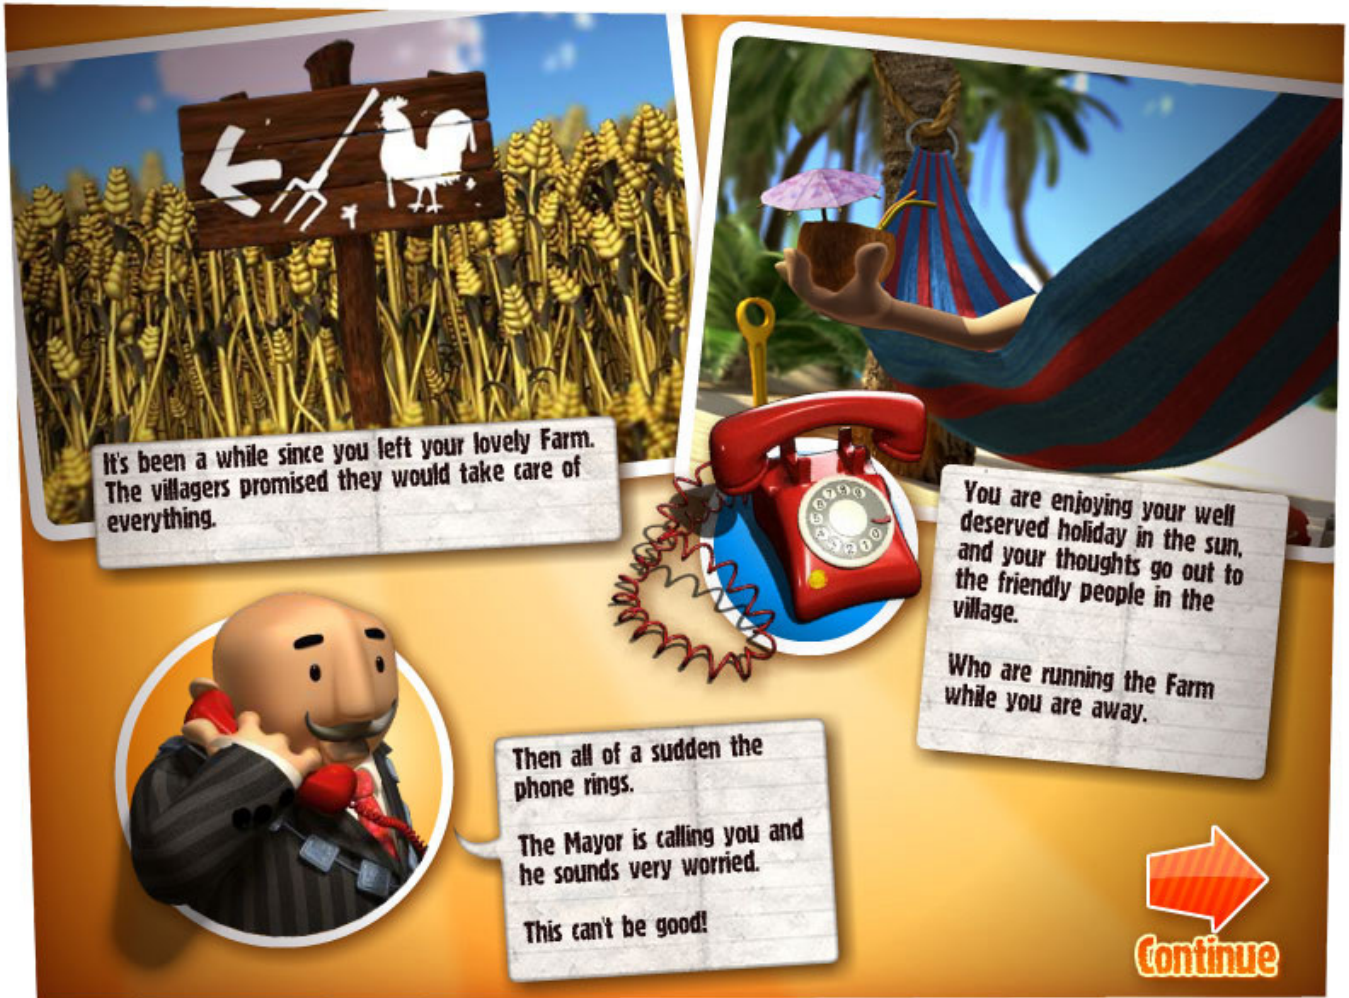 It's been a while since you left your lovely Farm.
The villagers promised they would take care of
everything.
You are enjoying your well
deserved holiday in the sun,
and your thoughts go out to
the friendly people in the
village.
Who are running the Farm
while you are away.
Then all of a sudden the
phone rings.
The Mayor is calling you and
he sounds very worried.
This can't be good!
Continue